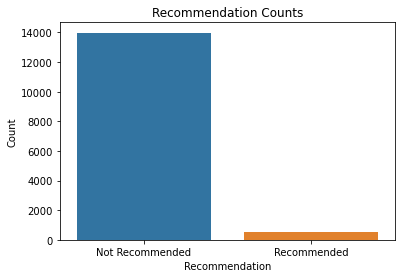 Recommendation Counts
14000
12000
10000
8000
6000
4000
2000
0
Count
Not Recommended Recommended
Recommendation